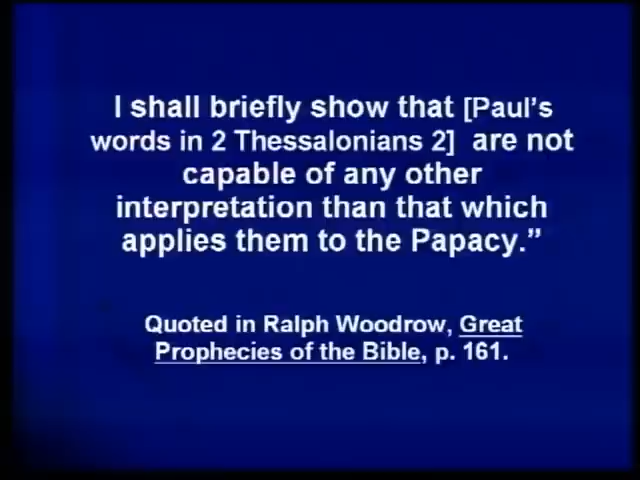 I shall briefly show that [Paul's
words in 2 Thessalonians 2] are not
capable of any other
interpretation than that which
applies them to the Papacy.”
Quoted in Ralph Woodrow, Great
Prophecies of the Bible, p. 161.